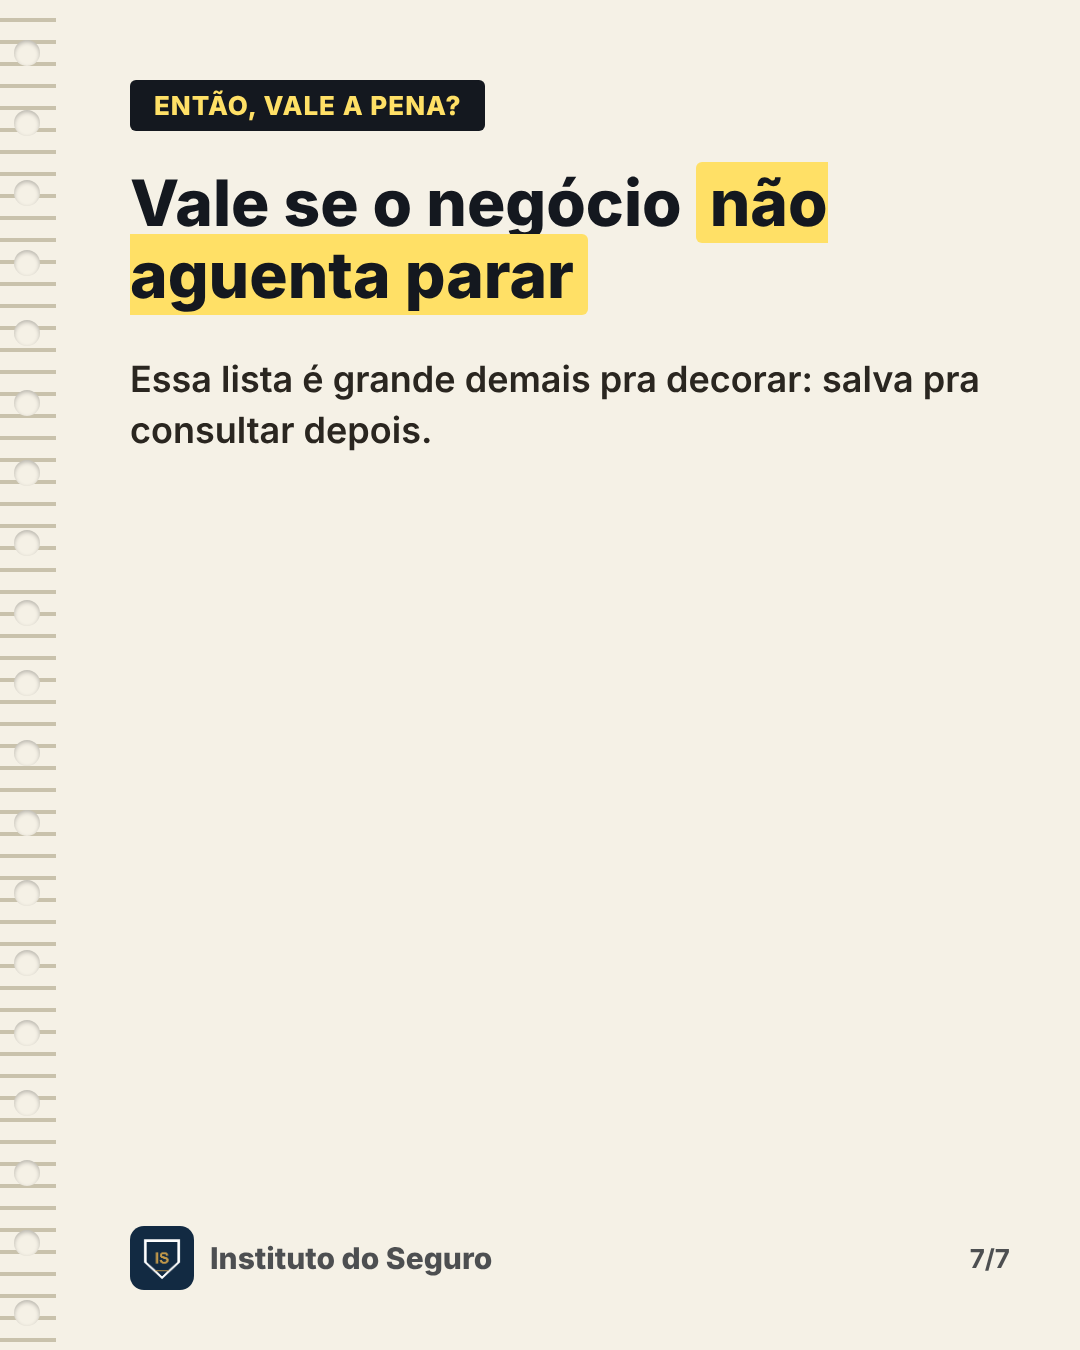 ENTÃO, VALE A PENA?
Vale se o negócio não
aguenta parar
Essa lista é grande demais pra decorar: salva pra
consultar depois.
IS
Instituto do Seguro
7/7